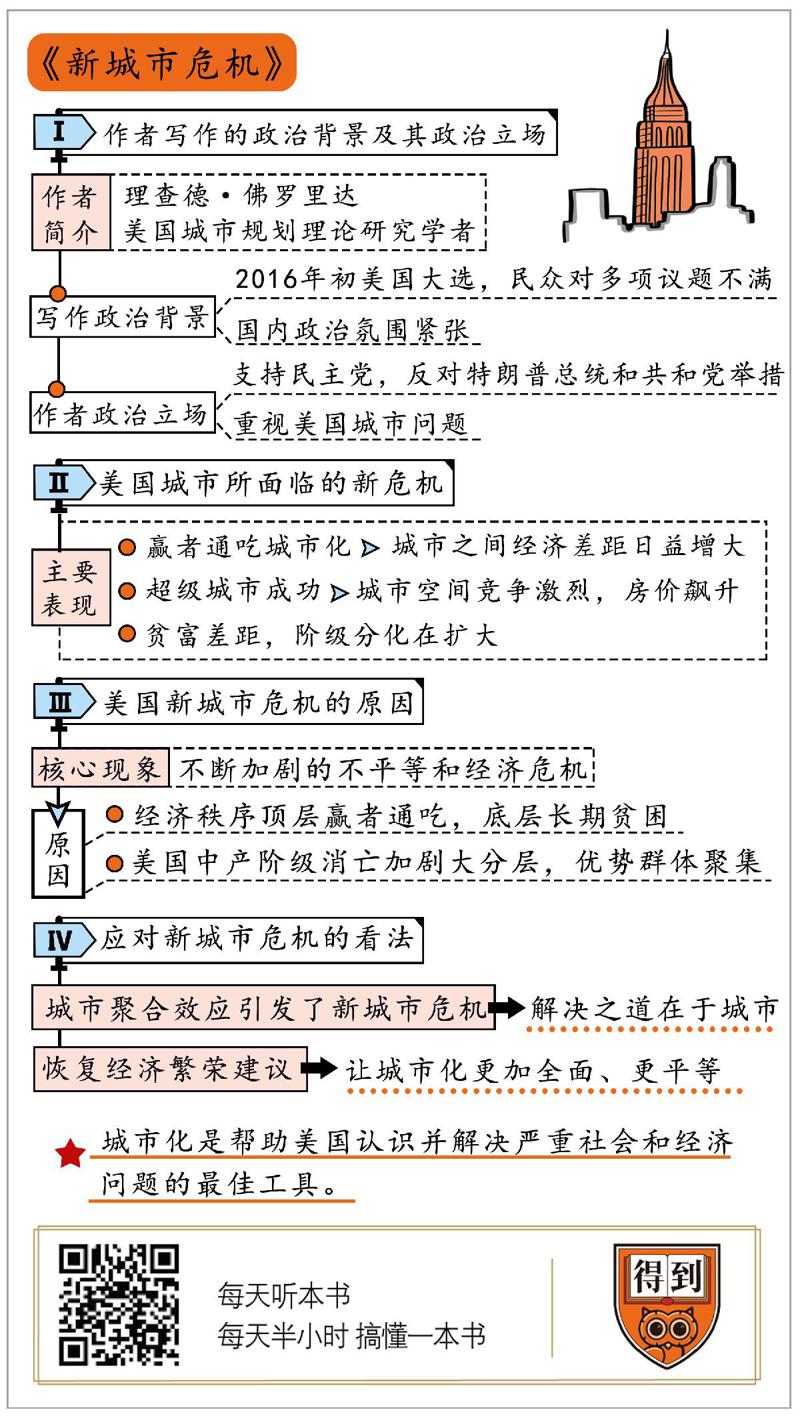 《新城市危机》
I 作者写作的政治背景及其政治立场
作者
简介
理查德·佛罗里达
美国城市规划理论研究学者
写作政治背景
2016年初美国大选，民众对多项议题不满
国内政治氛围紧张
作者政治立场
支持民主党，反对特朗普总统和共和党举措
重视美国城市问题
II 美国城市所面临的新危机
主要
表现
赢者通吃城市化 城市之间经济差距日益增大
超级城市成功 城市空间竞争激烈，房价飙升
贫富差距，阶级分化在扩大
III 美国新城市危机的原因
核心现象 不断加剧的不平等和经济危机
原
因
经济秩序顶层赢者通吃，底层长期贫困
美国中产阶级消亡加剧大分层，优势群体聚集
IV 应对新城市危机的看法
城市聚合效应引发了新城市危机 解决之道在于城市
恢复经济繁荣建议 让城市化更加全面、更平等
城市化是帮助美国认识并解决严重社会和经济
问题的最佳工具。
每天听本书
每天半小时 搞懂一本书
得到